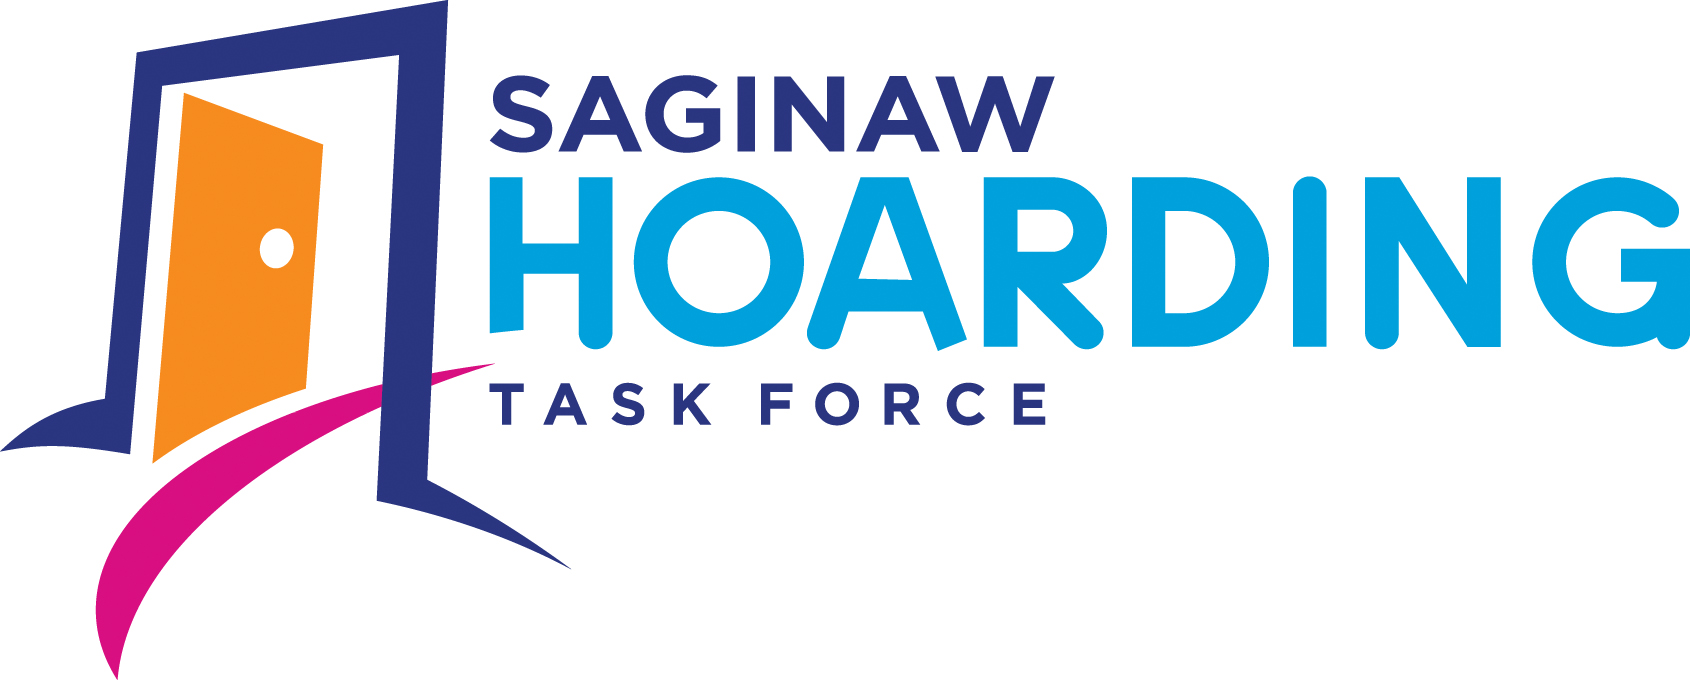 SAGINAW
HOARDING
TASK FORCE